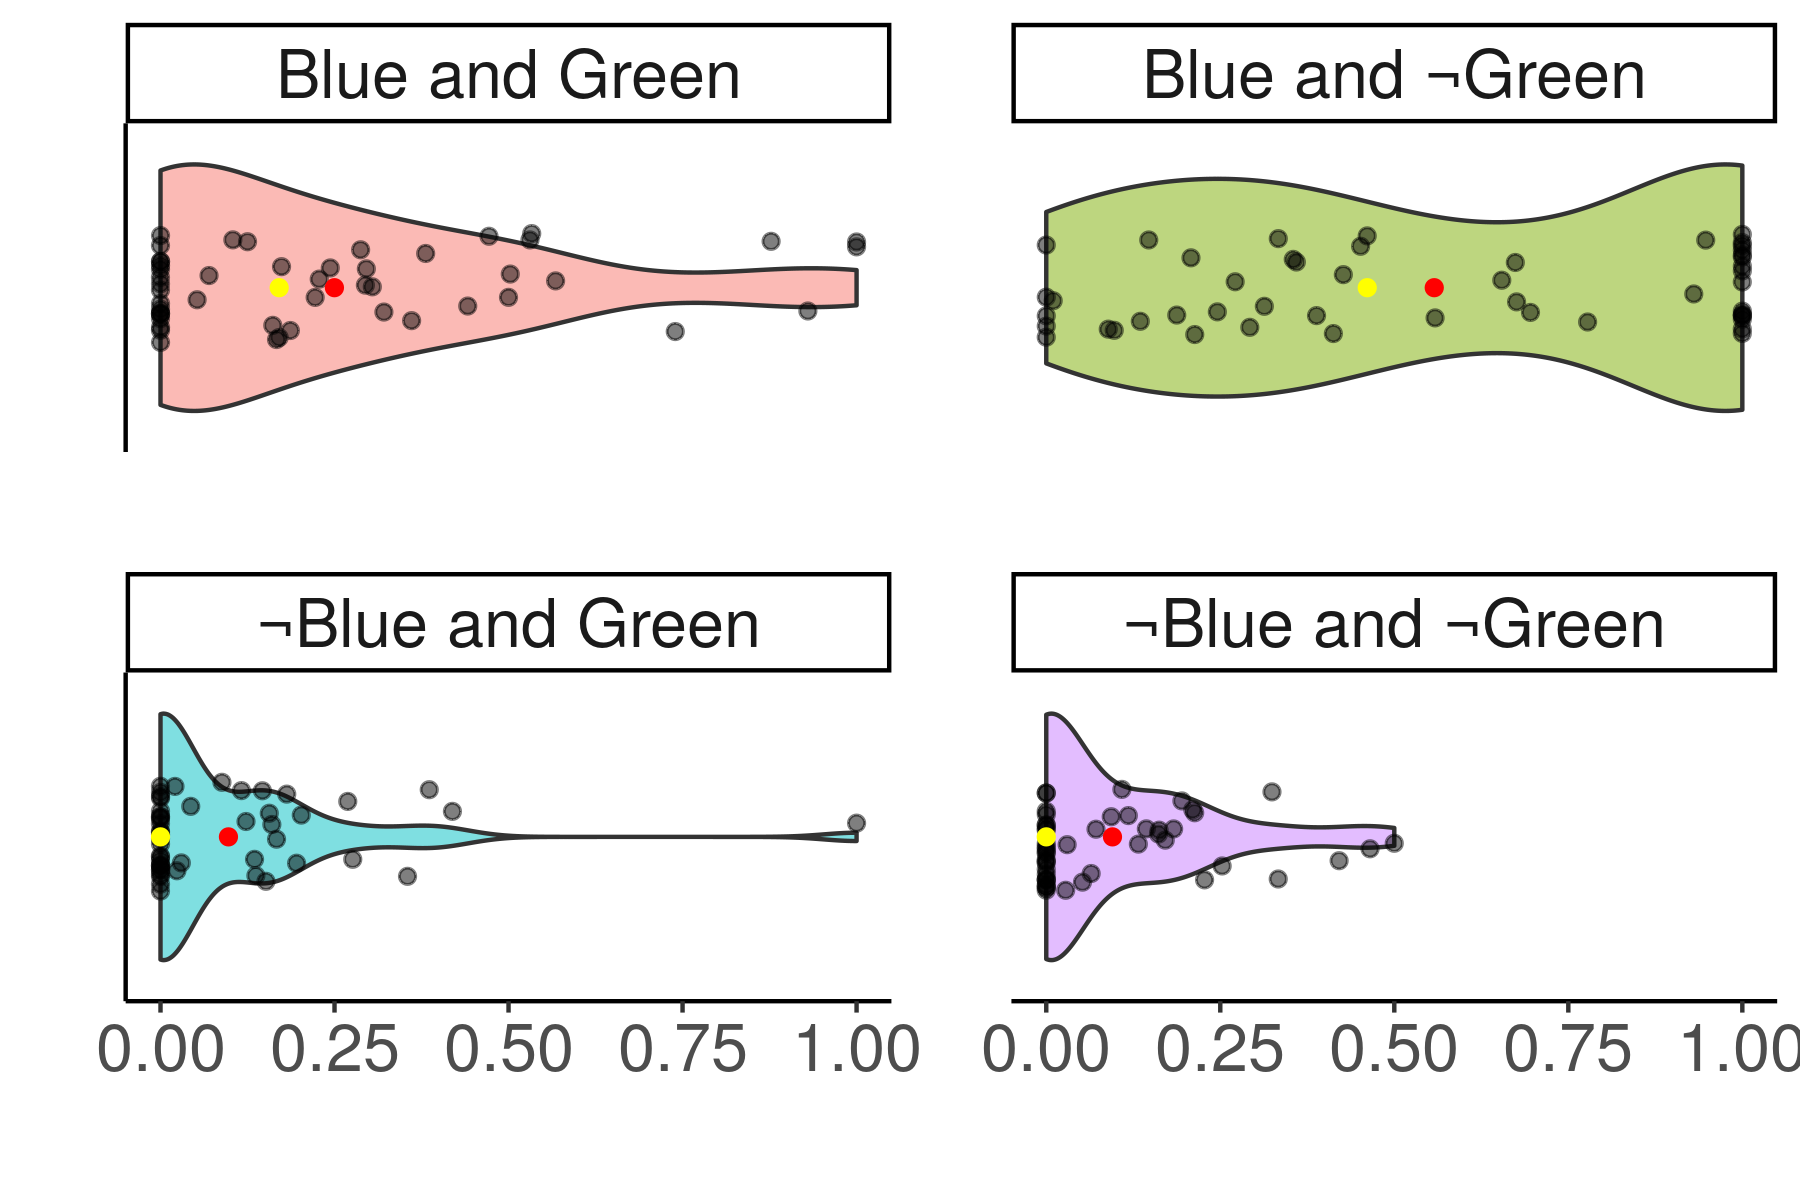 Blue and Green
Blue and ¬Green
¬Blue and Green
¬Blue and ¬Green
0.00 0.25 0.50 0.75 1.00
0.00 0.25 0.50 0.75 1.00